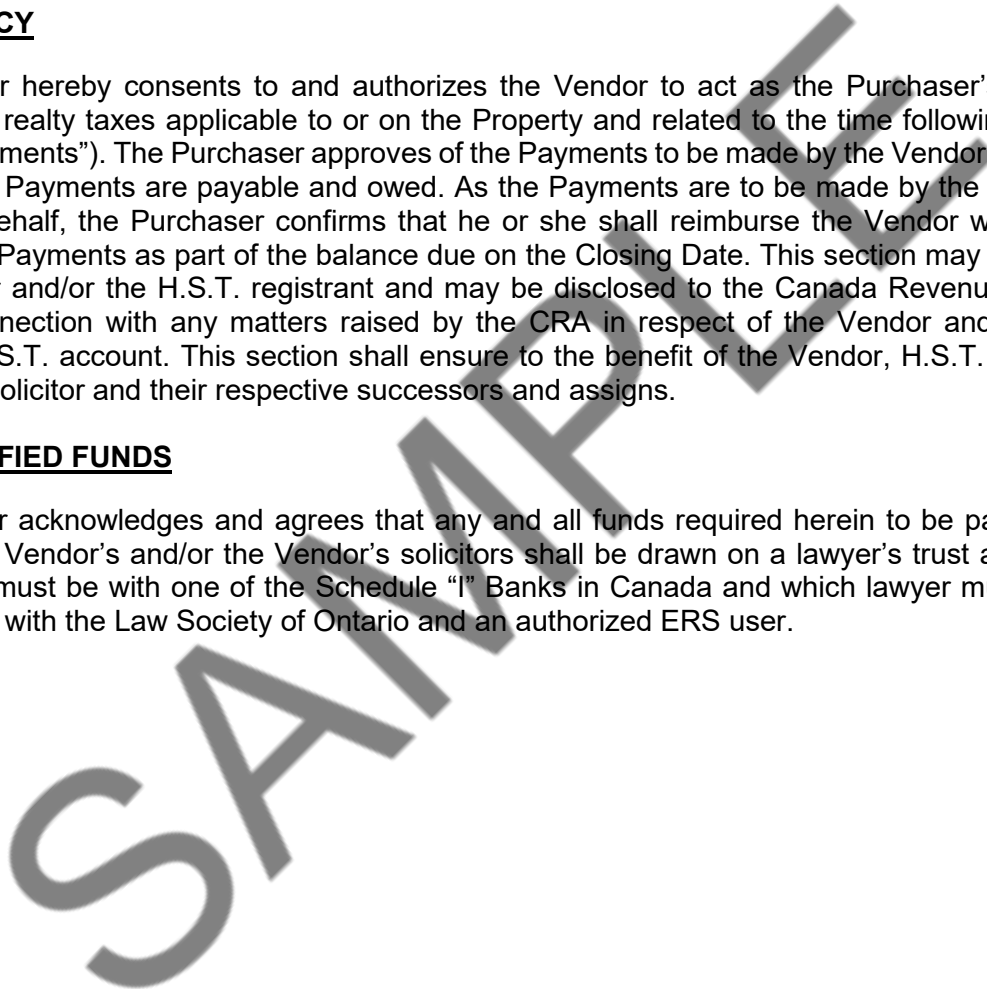 CY
r hereby consents to and authorizes the Vendor to act as the Purchaser’s
realty taxes applicable to or on the Property and related to the time followin
ments”). The Purchaser approves of the Payments to be made by the Vendor
Payments are payable and owed. As the Payments are to be made by the
ehalf, the Purchaser confirms that he or she shall reimburse the Vendor w
Payments as part of the balance due on the Closing Date. This section may
and/or the H.S.T. registrant and may be disclosed to the Canada Revenu
nnection with any matters raised by the CRA in respect of the Vendor and
S.T. account. This section shall ensure to the benefit of the Vendor, H.S.T.
olicitor and their respective successors and assigns.
FIED FUNDS
r acknowledges and agrees that any and all funds required herein to be pa
Vendor’s and/or the Vendor’s solicitors shall be drawn on a lawyer’s trust a
must be with one of the Schedule “I” Banks in Canada and which lawyer mu
with the Law Society of Ontario and an authorized ERS user.
SAMPLE